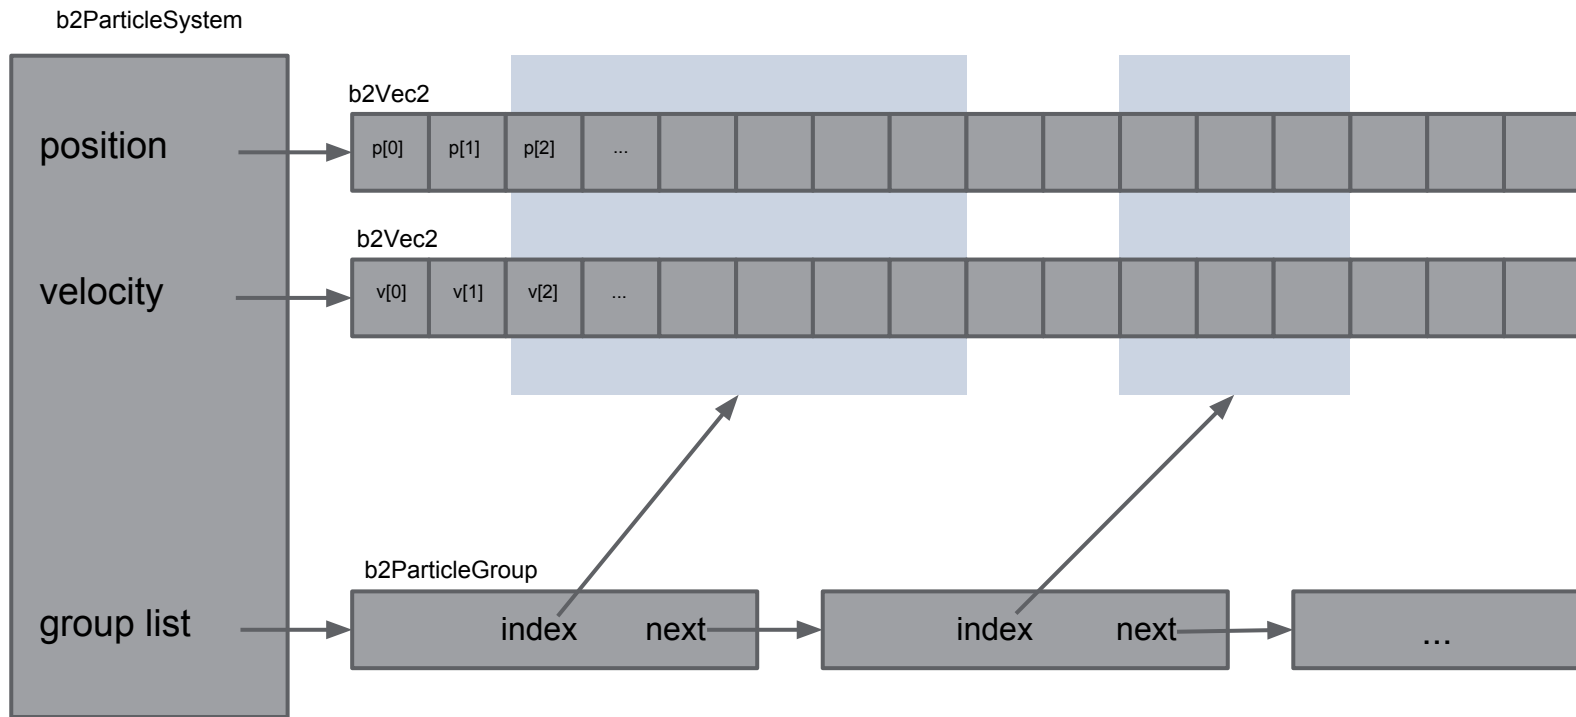 b2ParticleSystem
b2Vec2
position
p[0] p[1] p[2] ...
b2Vec2
velocity
v[0] v[1] v[2] ...
b2ParticleGroup
group list
index next index next ...